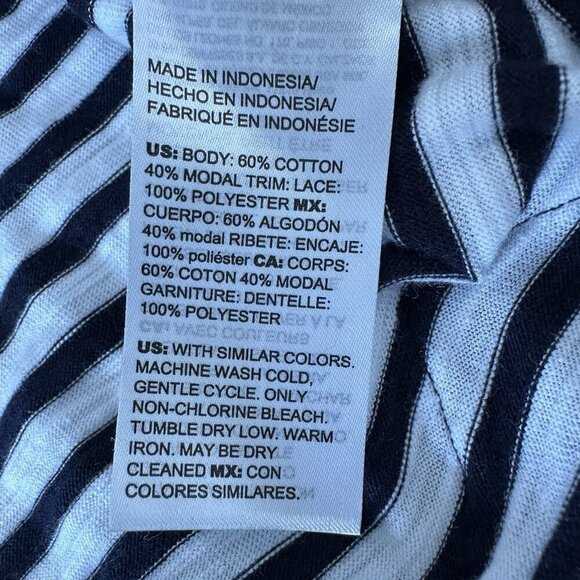 MADE IN INDONESIA/
HECHO EN INDONESIA/
FABRIQUÉ EN INDONÉSIE
US: BODY: 60% COTTON
40% MODAL TRIM: LACE:
100% POLYESTER MX:
CUERPO: 60% ALGODÓN
40% modal RIBETE: ENCAJE:
100% poliéster CA: CORPS:
60% COTON 40% MODAL
GARNITURE: DENTELLE:
100% POLYESTER
US: WITH SIMILAR COLORS.
MACHINE WASH COLD,
GENTLE CYCLE. ONLY
NON-CHLORINE BLEACH.
TUMBLE DRY LOW. WARM
IRON. MAY BE DRY
CLEANED MX: CON
COLORES SIMILARES.